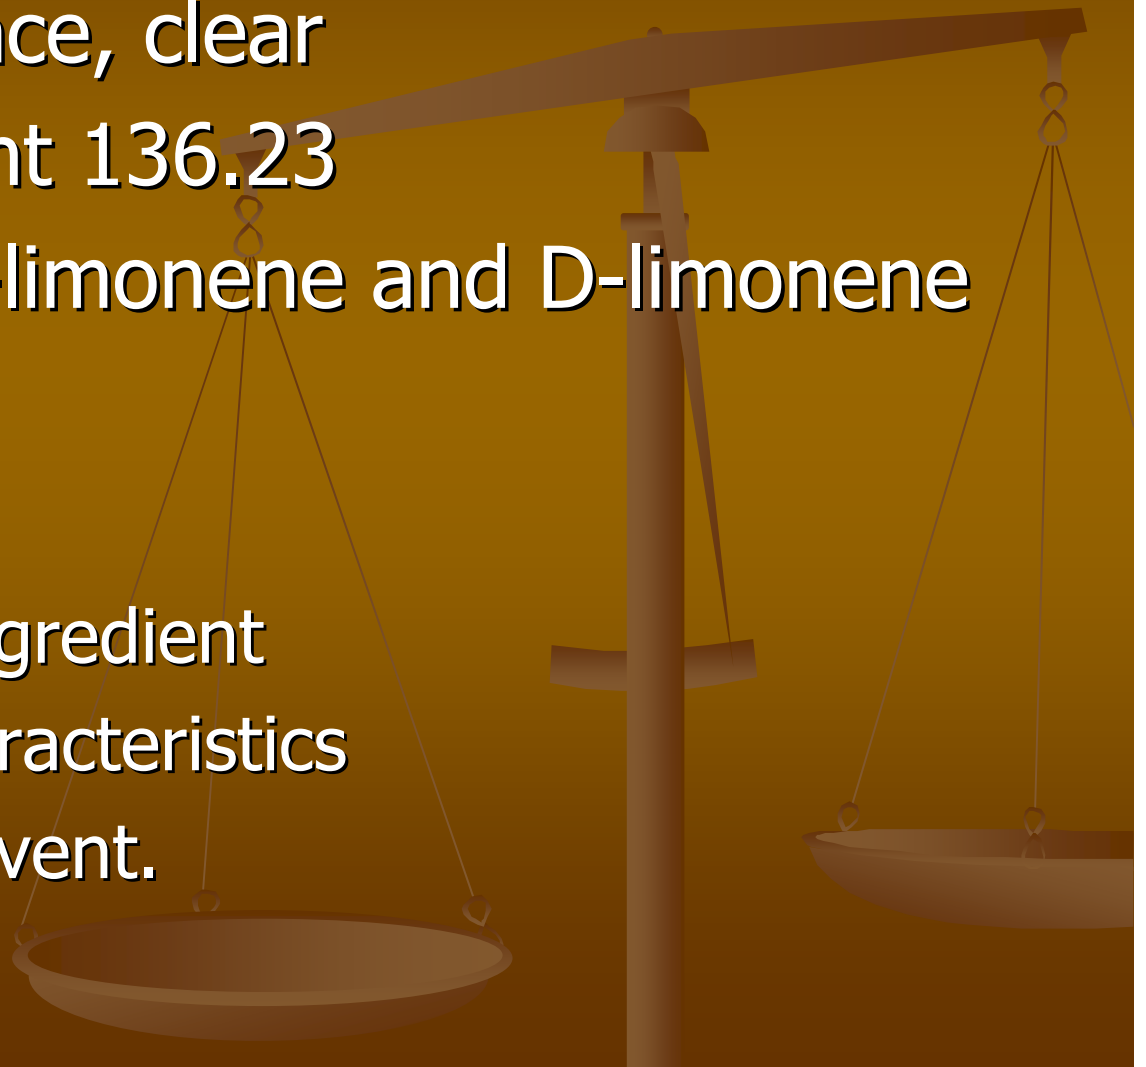 nce, clear
nt 136.23
-limonene and D-limonene
gredient
racteristics
vent.